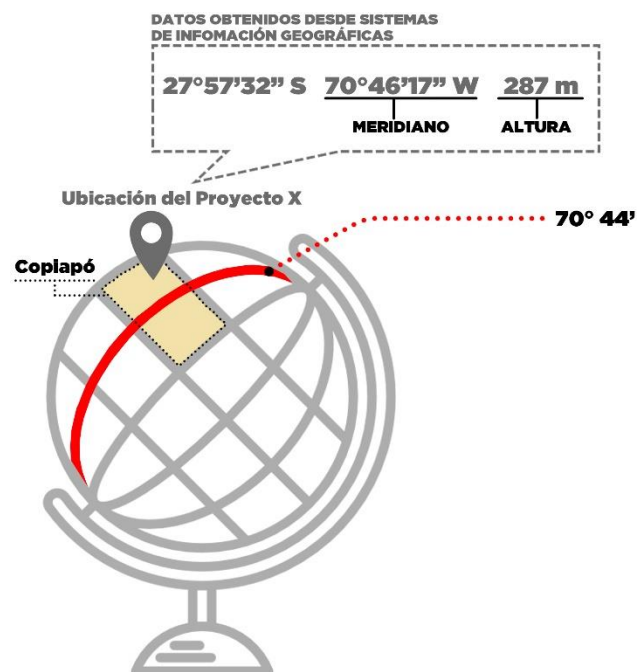 DATOS OBTENIDOS DESDE SISTEMAS
DE INFOMACIÓN GEOGRÁFICAS
27°57’32” S 70°46’17” W 287 m
MERIDIANO ALTURA
Ubicación del Proyecto X
70° 44’
Copiapó